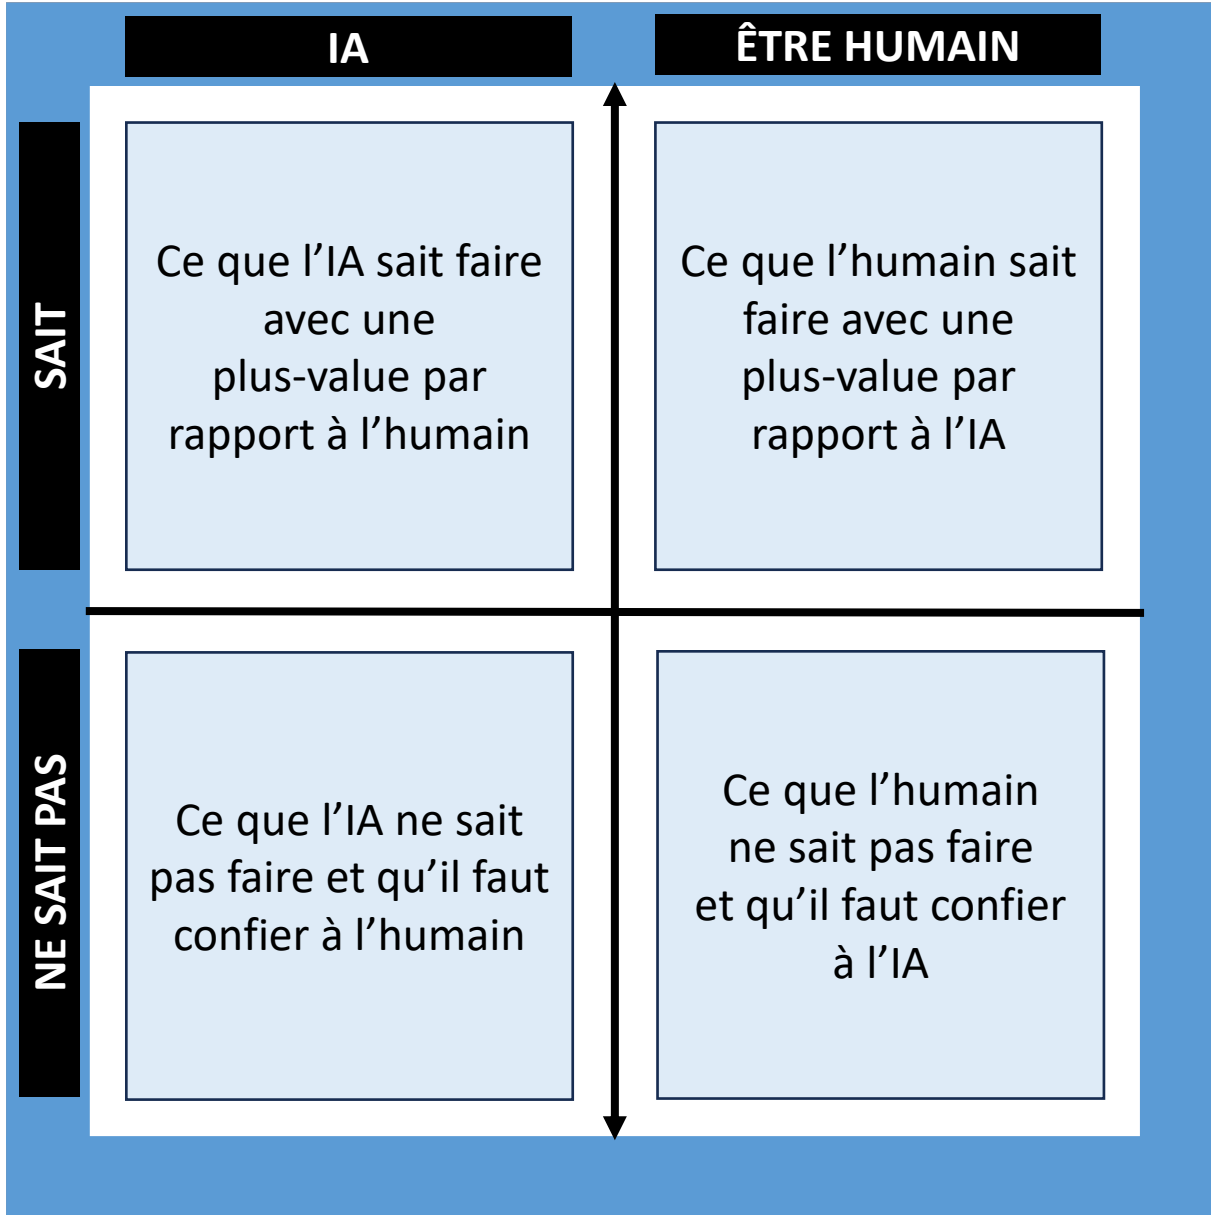 IA
ÊTRE HUMAIN
SAIT
Ce que l’IA sait faire
avec une
plus-value par
rapport à l’humain
Ce que l’humain sait
faire avec une
plus-value par
rapport à l’IA
NE SAIT PAS
Ce que l’IA ne sait
pas faire et qu’il faut
confier à l’humain
Ce que l’humain
ne sait pas faire
et qu’il faut confier
à l’IA